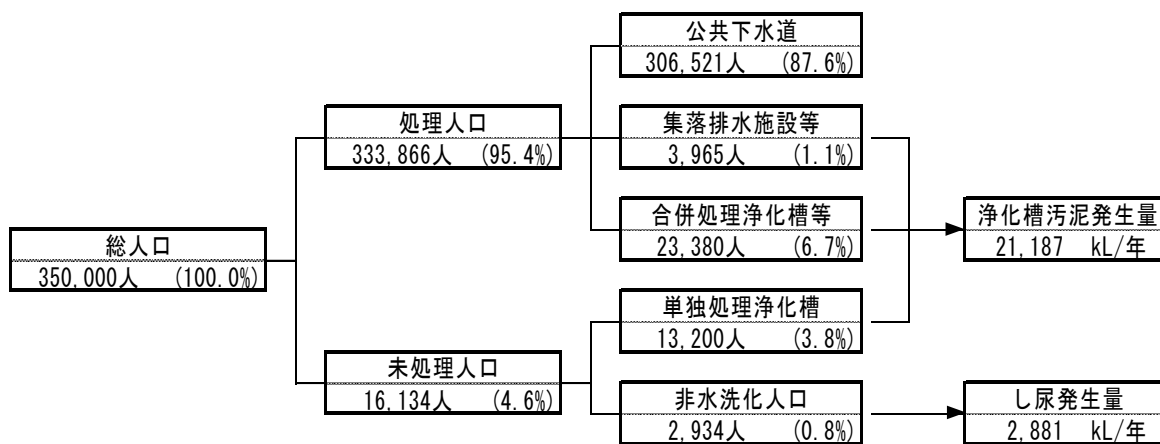 総人口
350,000人 (100.0%)
処理人口
333,866人 (95.4%)
未処理人口
16,134人 (4.6%)
公共下水道
306,521人 (87.6%)
集落排水施設等
3,965人 (1.1%)
合併処理浄化槽等
23,380人 (6.7%)
単独処理浄化槽
13,200人 (3.8%)
非水洗化人口
2,934人 (0.8%)
浄化槽汚泥発生量
21,187 kL/年
し尿発生量
2,881 kL/年